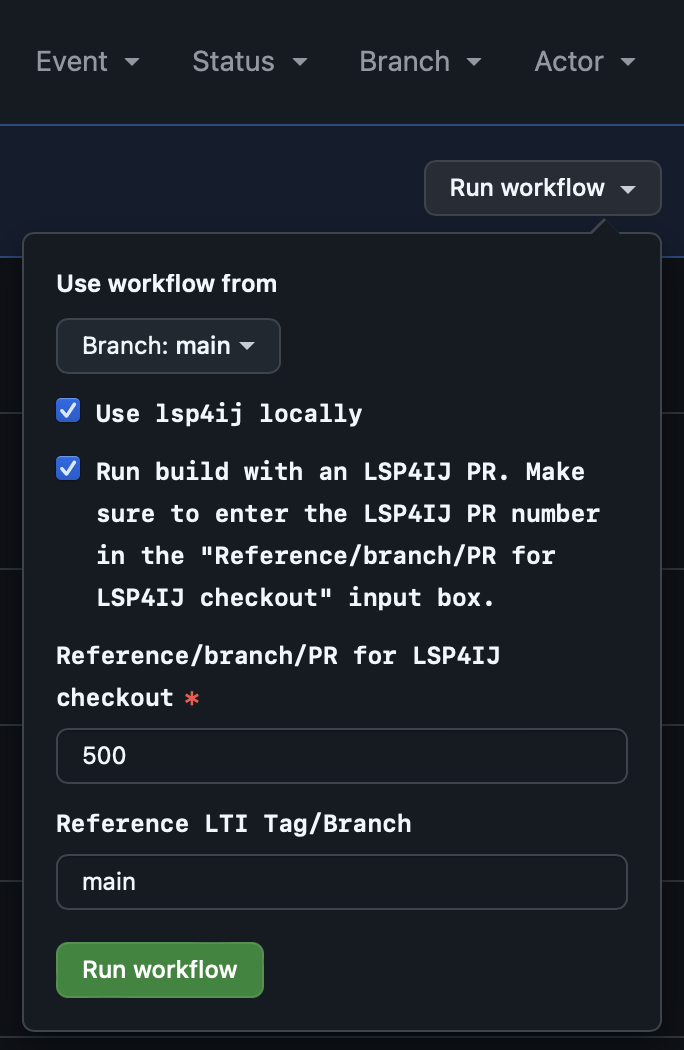 Event Status Branch Actor
Run workflow
Use workflow from
Branch: main
Use lsp4ij locally
Run build with an LSP4IJ PR. Make
sure to enter the LSP4IJ PR number
in the "Reference/branch/PR for
LSP4IJ checkout" input box.
Reference/branch/PR for LSP4IJ
checkout *
500
Reference LTI Tag/Branch
main
Run workflow